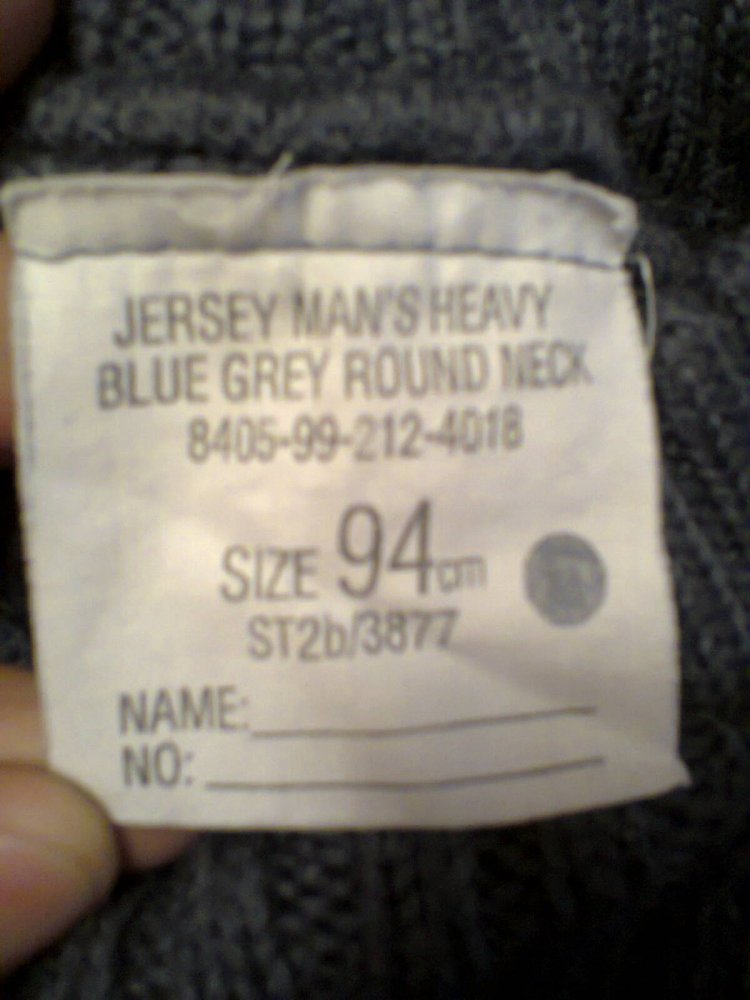 JERSEY MAN'S HEAVY
BLUE GREY ROUND NECK
8405-99-212-4018
SIZE 94cm
ST2b/3877
NAME:
NO: